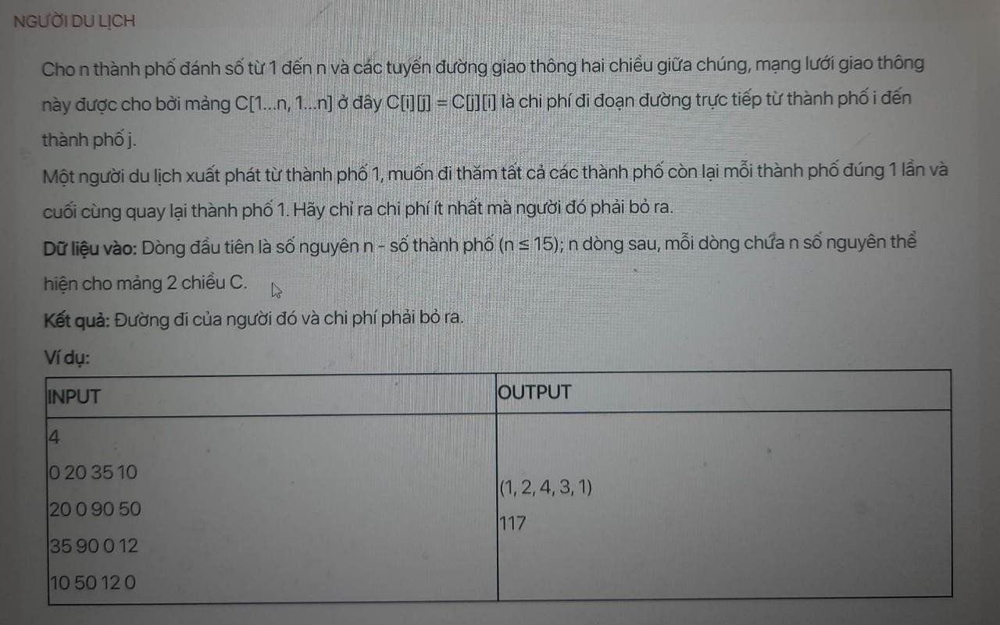 NGƯỜI DU LỊCH
Cho n thành phố đánh số từ 1 đến n và các tuyến đường giao thông hai chiều giữa chúng, mạng lưới giao thông
này được cho bởi mảng C[1...n, 1...n] ở đây C[i][j] = C[j][i] là chi phí đi đoạn đường trực tiếp từ thành phố i đến
thành phố j.
Một người du lịch xuất phát từ thành phố 1, muốn đi thăm tất cả các thành phố còn lại mỗi thành phố đúng 1 lần và
cuối cùng quay lại thành phố 1. Hãy chỉ ra chi phí ít nhất mà người đó phải bỏ ra.
Dữ liệu vào: Dòng đầu tiên là số nguyên n - số thành phố (n ≤ 15); n dòng sau, mỗi dòng chứa n số nguyên thể
hiện cho mảng 2 chiều C.
Kết quả: Đường đi của người đó và chi phí phải bỏ ra.
Ví dụ:
INPUT
OUTPUT
4
0 20 35 10
20 0 90 50
35 90 0 12
10 50 12 0
(1, 2, 4, 3, 1)
117